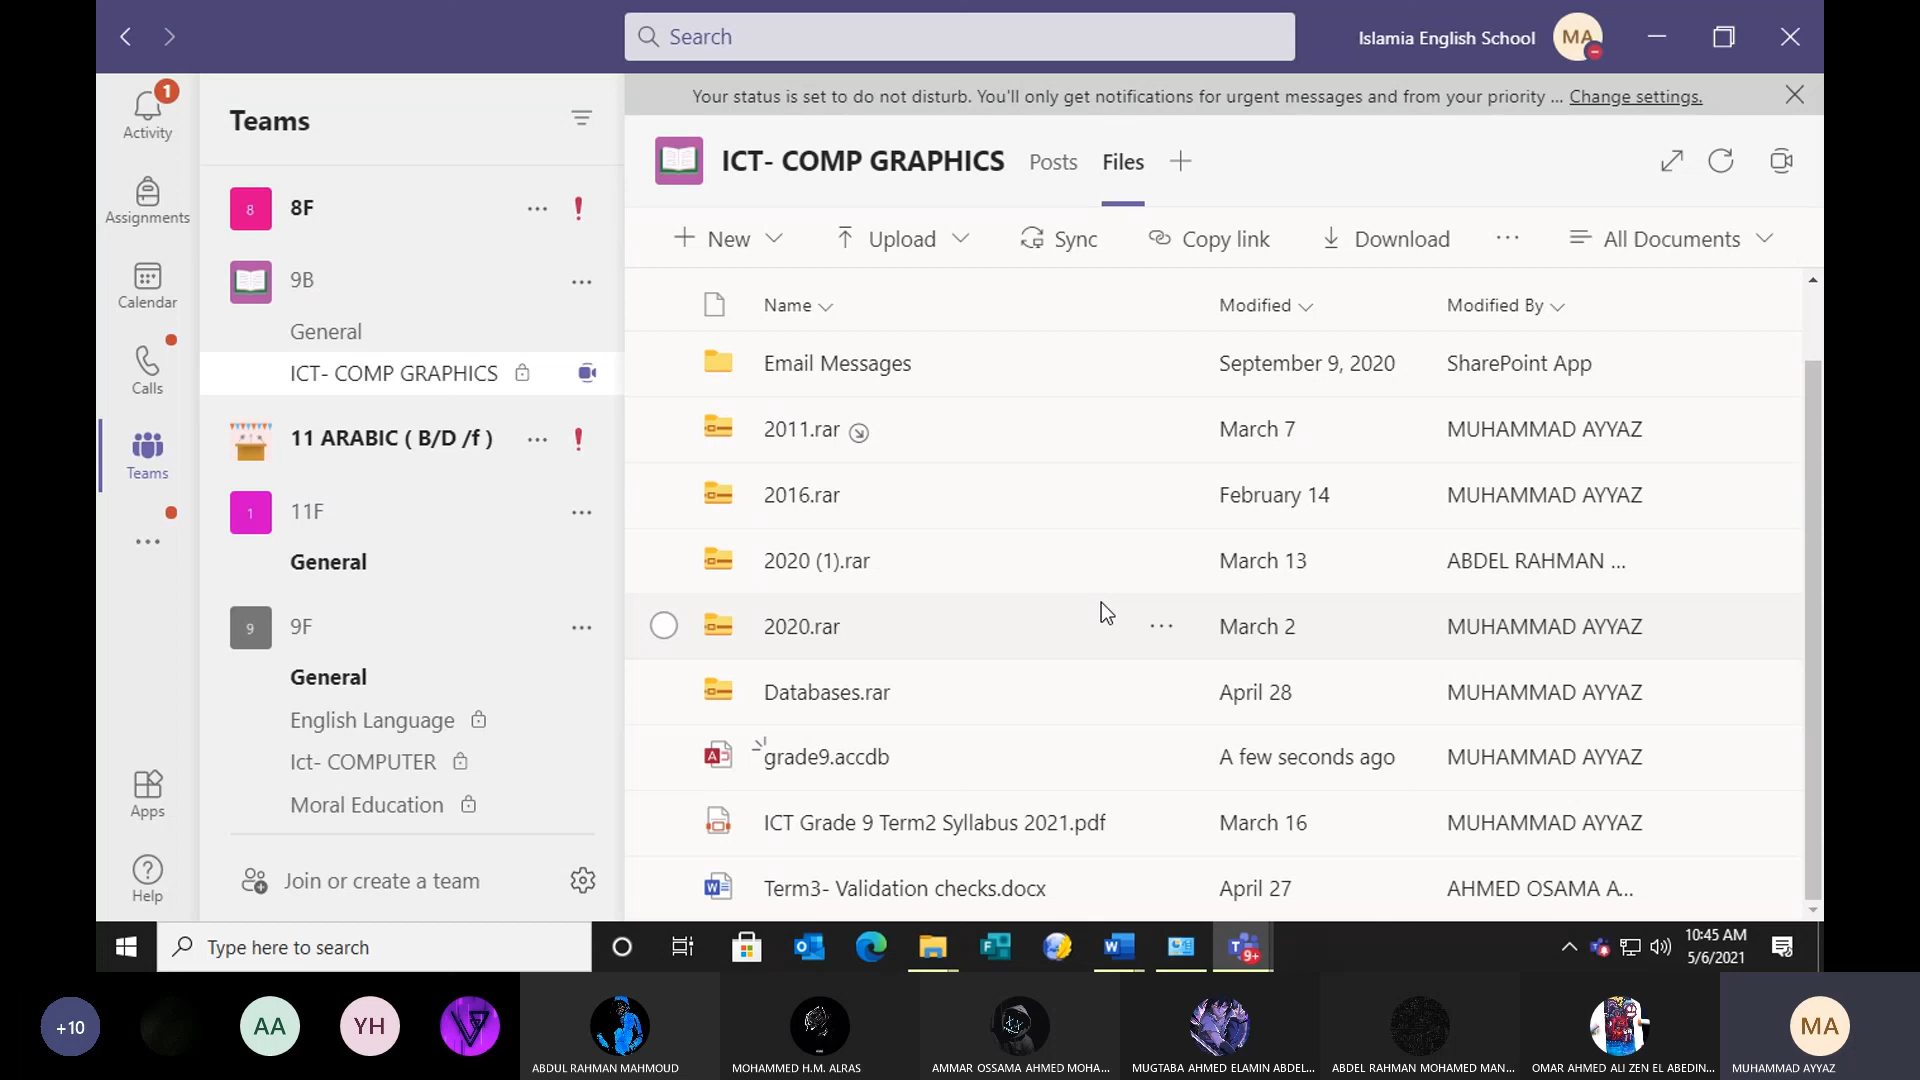 Search
Islamia English School
MA
1
Activity
Assignments
Calendar
Calls
Teams
Apps
Help
Teams
8
8F
9B
General
ICT- COMP GRAPHICS
11 ARABIC ( B/D /f )
1
11F
General
9
9F
General
English Language
Ict- COMPUTER
Moral Education
Join or create a team
Your status is set to do not disturb. You'll only get notifications for urgent messages and from your priority ... Change settings.
ICT- COMP GRAPHICS
Posts
Files
New
Upload
Sync
Copy link
Download
All Documents
Name
Modified
Modified By
Email Messages September 9, 2020 SharePoint App
2011.rar March 7 MUHAMMAD AYYAZ
2016.rar February 14 MUHAMMAD AYYAZ
2020 (1).rar March 13 ABDEL RAHMAN ...
2020.rar March 2 MUHAMMAD AYYAZ
Databases.rar April 28 MUHAMMAD AYYAZ
grade9.accdb A few seconds ago MUHAMMAD AYYAZ
ICT Grade 9 Term2 Syllabus 2021.pdf March 16 MUHAMMAD AYYAZ
Term3- Validation checks.docx April 27 AHMED OSAMA A...
Type here to search
9+
10:45 AM
5/6/2021
+10
AA
YH
ABDUL RAHMAN MAHMOUD
MOHAMMED H.M. ALRAS
AMMAR OSSAMA AHMED MOHA...
MUGTABA AHMED ELAMIN ABDEL...
ABDEL RAHMAN MOHAMED MAN...
OMAR AHMED ALI ZEN EL ABEDIN...
MA
MUHAMMAD AYYAZ